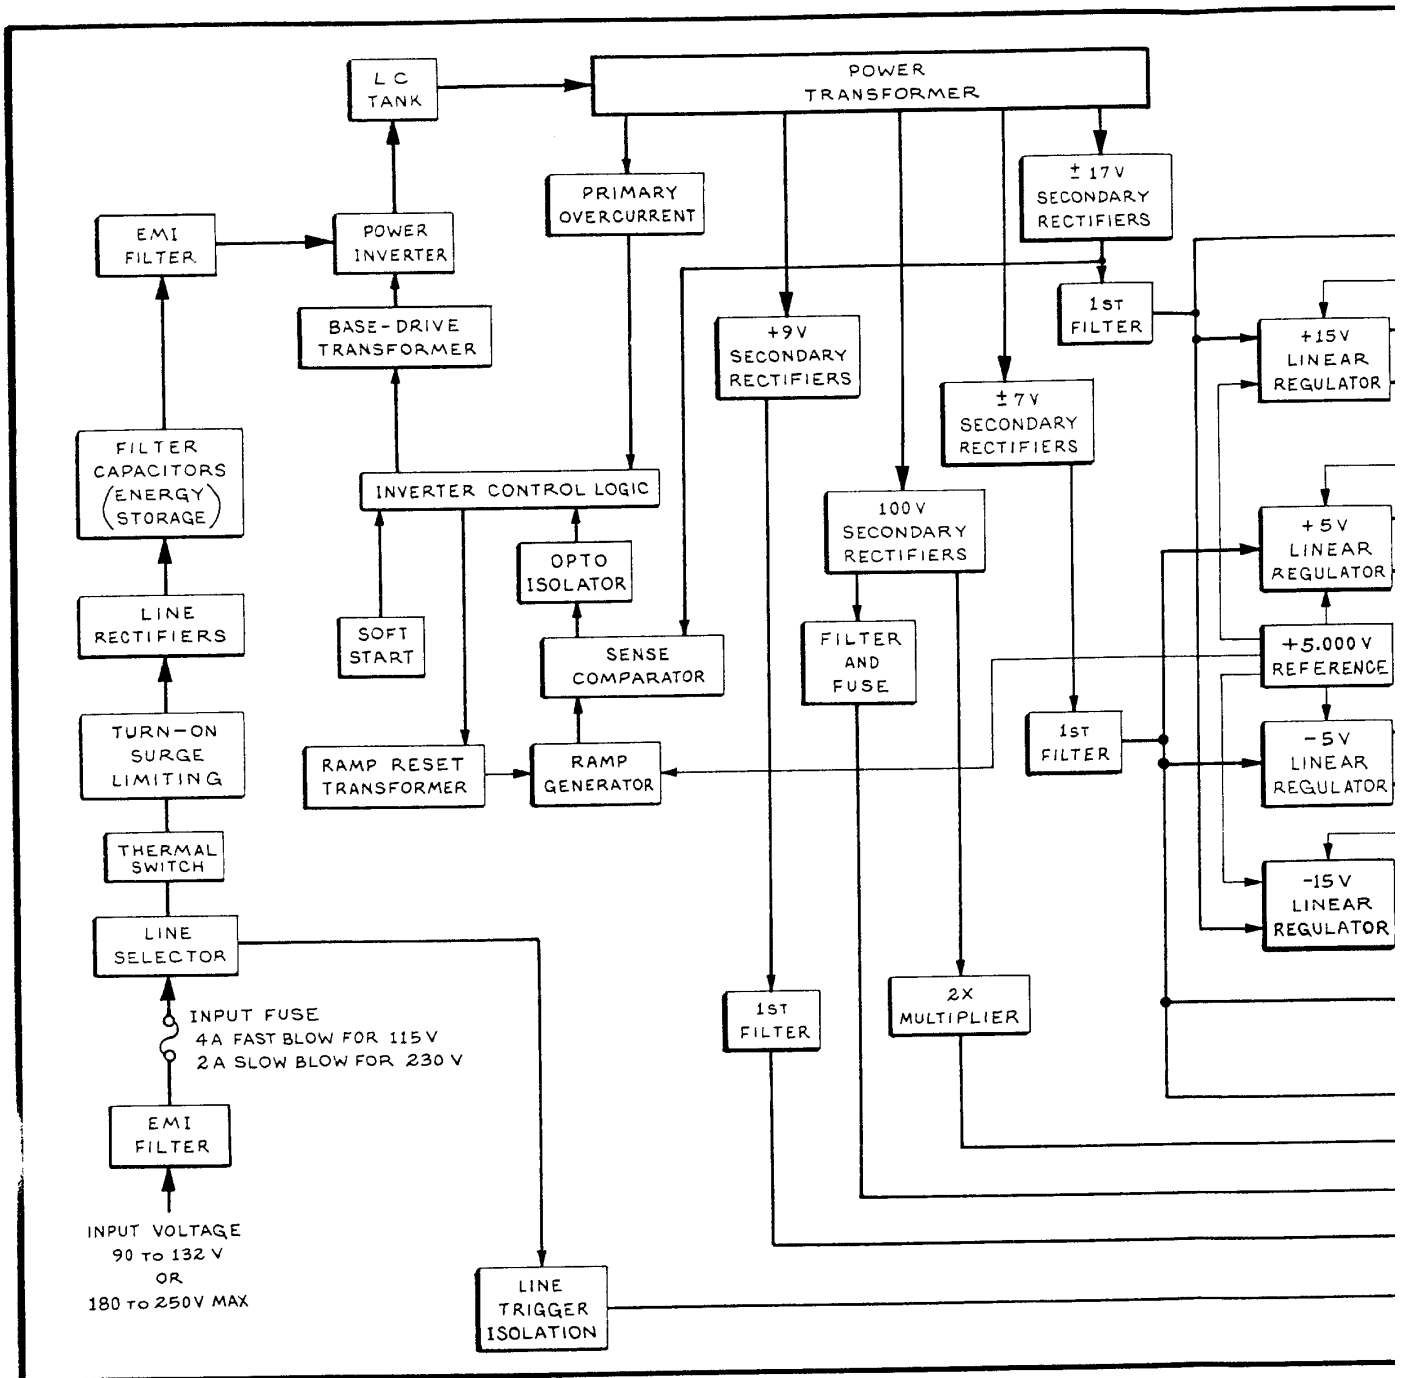 LC
TANK
POWER
TRANSFORMER
± 17V
SECONDARY
RECTIFIERS
PRIMARY
OVERCURRENT
EMI
FILTER
POWER
INVERTER
1ST
FILTER
BASE-DRIVE
TRANSFORMER
+9V
SECONDARY
RECTIFIERS
+15V
LINEAR
REGULATOR
± 7V
SECONDARY
RECTIFIERS
FILTER
CAPACITORS
(ENERGY
STORAGE)
INVERTER CONTROL LOGIC
100V
SECONDARY
RECTIFIERS
+5V
LINEAR
REGULATOR
OPTO
ISOLATOR
LINE
RECTIFIERS
SOFT
START
SENSE
COMPARATOR
FILTER
AND
FUSE
+5.000V
REFERENCE
TURN-ON
SURGE
LIMITING
RAMP RESET
TRANSFORMER
RAMP
GENERATOR
1ST
FILTER
-5V
LINEAR
REGULATOR
THERMAL
SWITCH
-15V
LINEAR
REGULATOR
LINE
SELECTOR
1ST
FILTER
2X
MULTIPLIER
INPUT FUSE
4A FAST BLOW FOR 115V
2A SLOW BLOW FOR 230V
EMI
FILTER
INPUT VOLTAGE
90 TO 132V
OR
180 TO 250V MAX
LINE
TRIGGER
ISOLATION